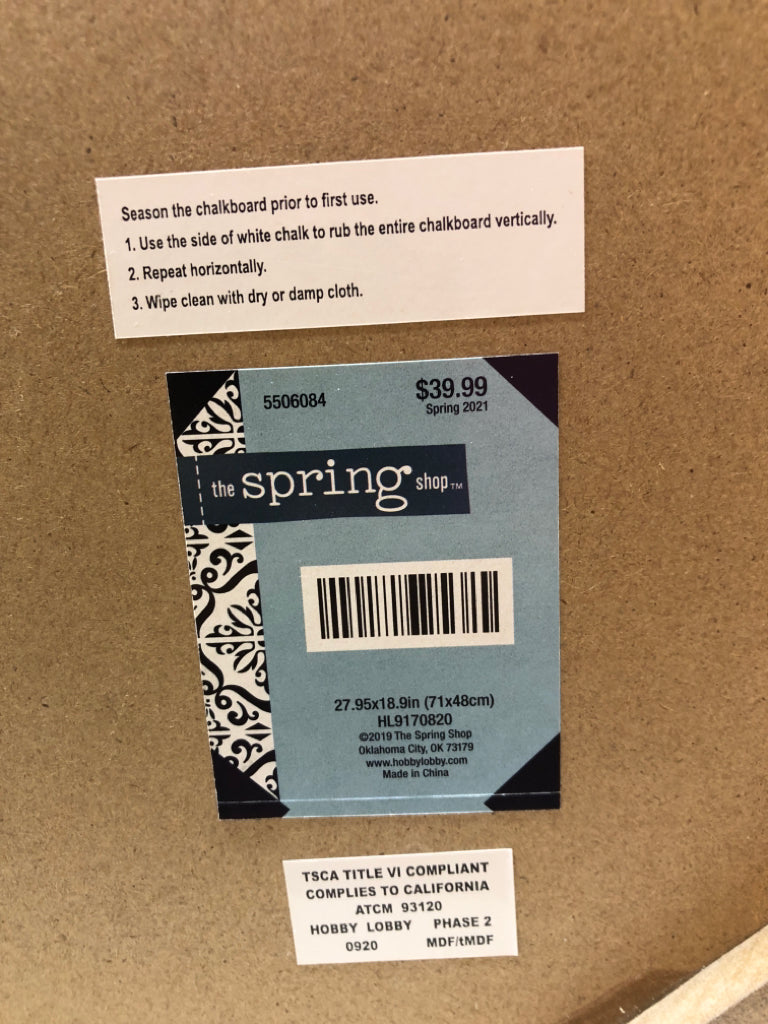 Season the chalkboard prior to first use.
1. Use the side of white chalk to rub the entire chalkboard vertically.
2. Repeat horizontally.
3. Wipe clean with dry or damp cloth.
5506084 $39.99
Spring 2021
the spring shop™
27.95x18.9in (71x48cm)
HL9170820
©2019 The Spring Shop
Oklahoma City, OK 73179
www.hobbylobby.com
Made in China
TSCA TITLE VI COMPLIANT
COMPLIES TO CALIFORNIA
ATCM 93120
HOBBY LOBBY PHASE 2
0920 MDF/tMDF